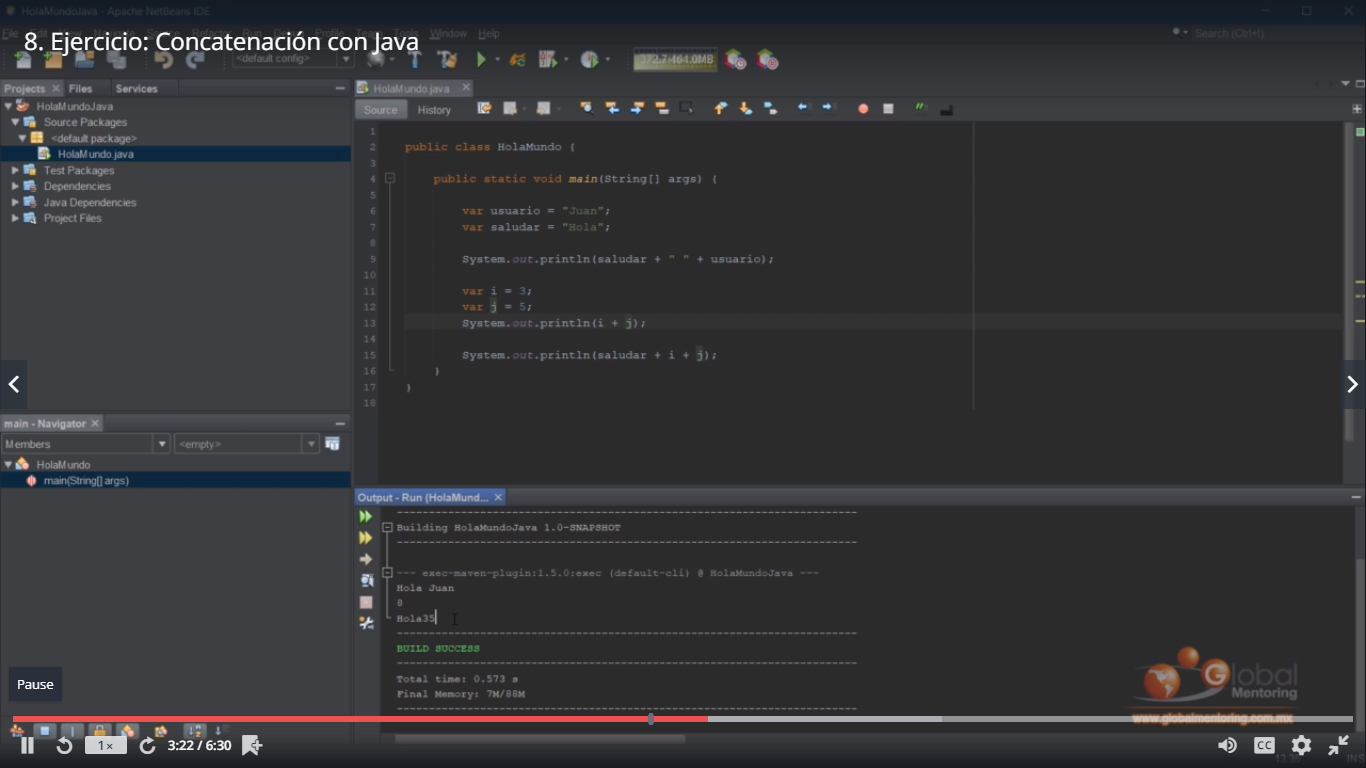 HolaMundoJava - Apache NetBeans IDE
8. Ejercicio: Concatenación con Java
Window Help
Search (Ctrl+I)
<default config>
372.7/464.0MB
Projects Files Services
HolaMundoJava
Source Packages
<default package>
HolaMundo.java
Test Packages
Dependencies
Java Dependencies
Project Files
HolaMundo.java
Source History
1
2 public class HolaMundo {
3
4 public static void main(String[] args) {
5
6 var usuario = "Juan";
7 var saludar = "Hola";
8
9 System.out.println(saludar + " " + usuario);
10
11 var i = 3;
12 var j = 5;
13 System.out.println(i + j);
14
15 System.out.println(saludar + i + j);
16 }
17 }
18
main - Navigator
Members <empty>
HolaMundo
main(String[] args)
Output - Run (HolaMund...
Building HolaMundoJava 1.0-SNAPSHOT
--- exec-maven-plugin:1.5.0:exec (default-cli) @ HolaMundoJava ---
Hola Juan
8
Hola35
BUILD SUCCESS
Total time: 0.573 s
Final Memory: 7M/88M
Global
Mentoring
www.globalmentoring.com.mx
Pause
1x
3:22 / 6:30
CC
13:35 INS